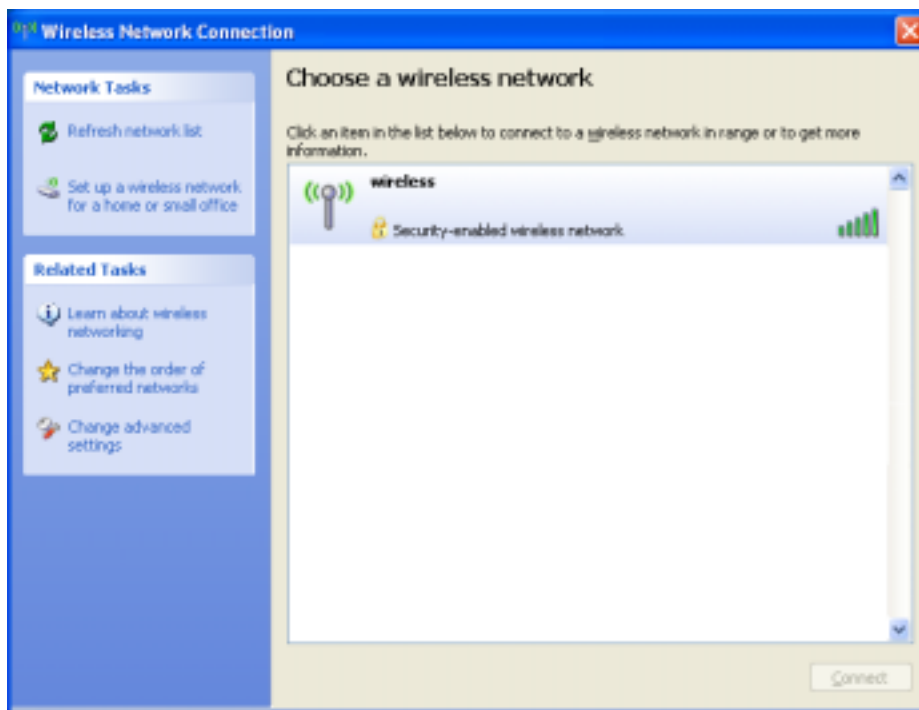 Wireless Network Connection
Network Tasks
Refresh network list
Set up a wireless network
for a home or small office
Related Tasks
Learn about wireless
networking
Change the order of
preferred networks
Change advanced
settings
Choose a wireless network
Click an item in the list below to connect to a wireless network in range or to get more
information.
wireless
Security-enabled wireless network
Connect